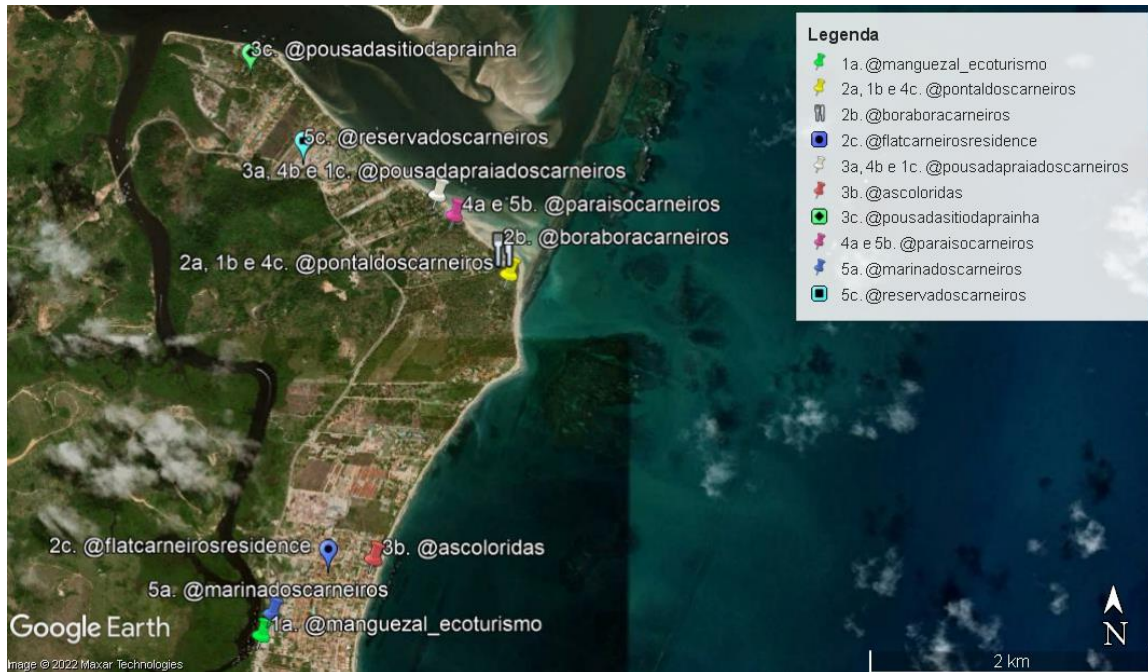 3c. @pousadasitiodaprainha
5c. @reservadoscarneiros
3a, 4b e 1c. @pousadapraiadoscarneiros
4a e 5b. @paraisocarneiros
2b. @boraboracarneiros
2a, 1b e 4c. @pontaldoscarneiros
2c. @flatcarneirosresidence
3b. @ascoloridas
5a. @marinadoscarneiros
1a. @manguezal_ecoturismo
Google Earth
Image © 2022 Maxar Technologies
Legenda
1a. @manguezal_ecoturismo
2a, 1b e 4c. @pontaldoscarneiros
2b. @boraboracarneiros
2c. @flatcarneirosresidence
3a, 4b e 1c. @pousadapraiadoscarneiros
3b. @ascoloridas
3c. @pousadasitiodaprainha
4a e 5b. @paraisocarneiros
5a. @marinadoscarneiros
5c. @reservadoscarneiros
N
2 km